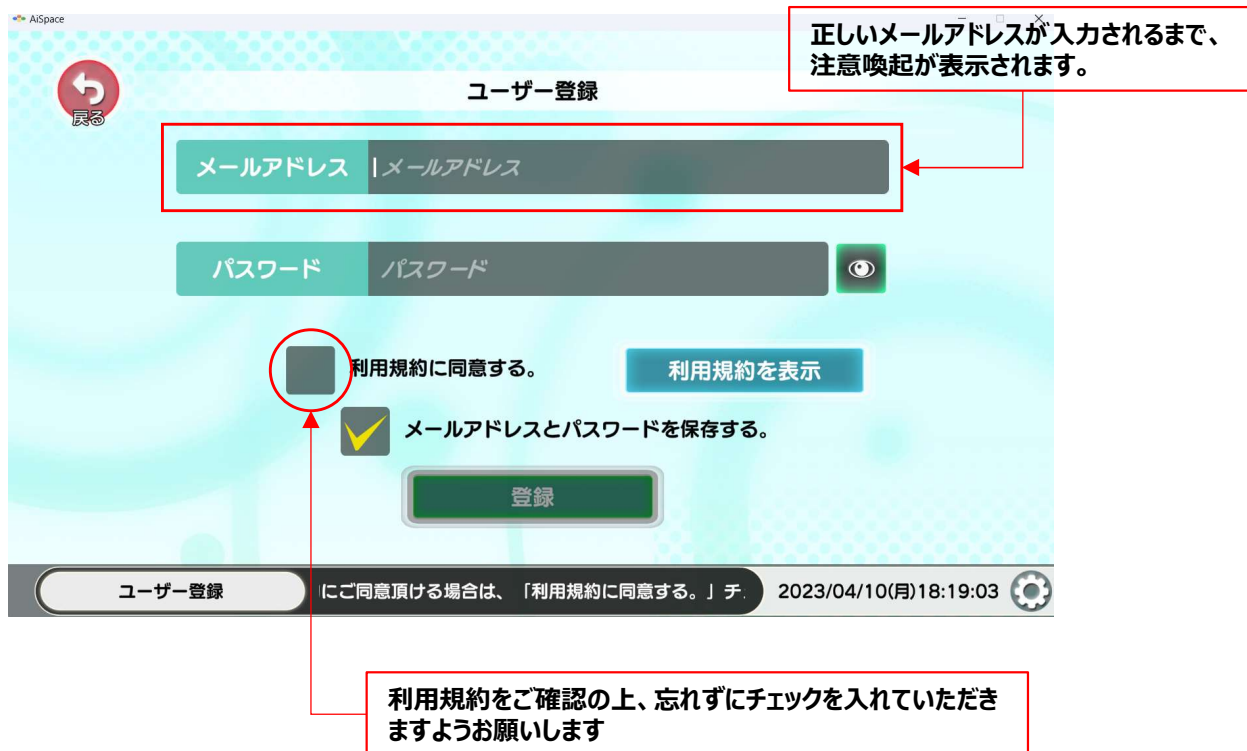 AiSpace
正しいメールアドレスが入力されるまで、
注意喚起が表示されます。
戻る
ユーザー登録
メールアドレス
メールアドレス
パスワード
パスワード
利用規約に同意する。
利用規約を表示
メールアドレスとパスワードを保存する。
登録
ユーザー登録
にご同意頂ける場合は、「利用規約に同意する。」チ
2023/04/10(月)18:19:03
利用規約をご確認の上、忘れずにチェックを入れていただき
ますようお願いします